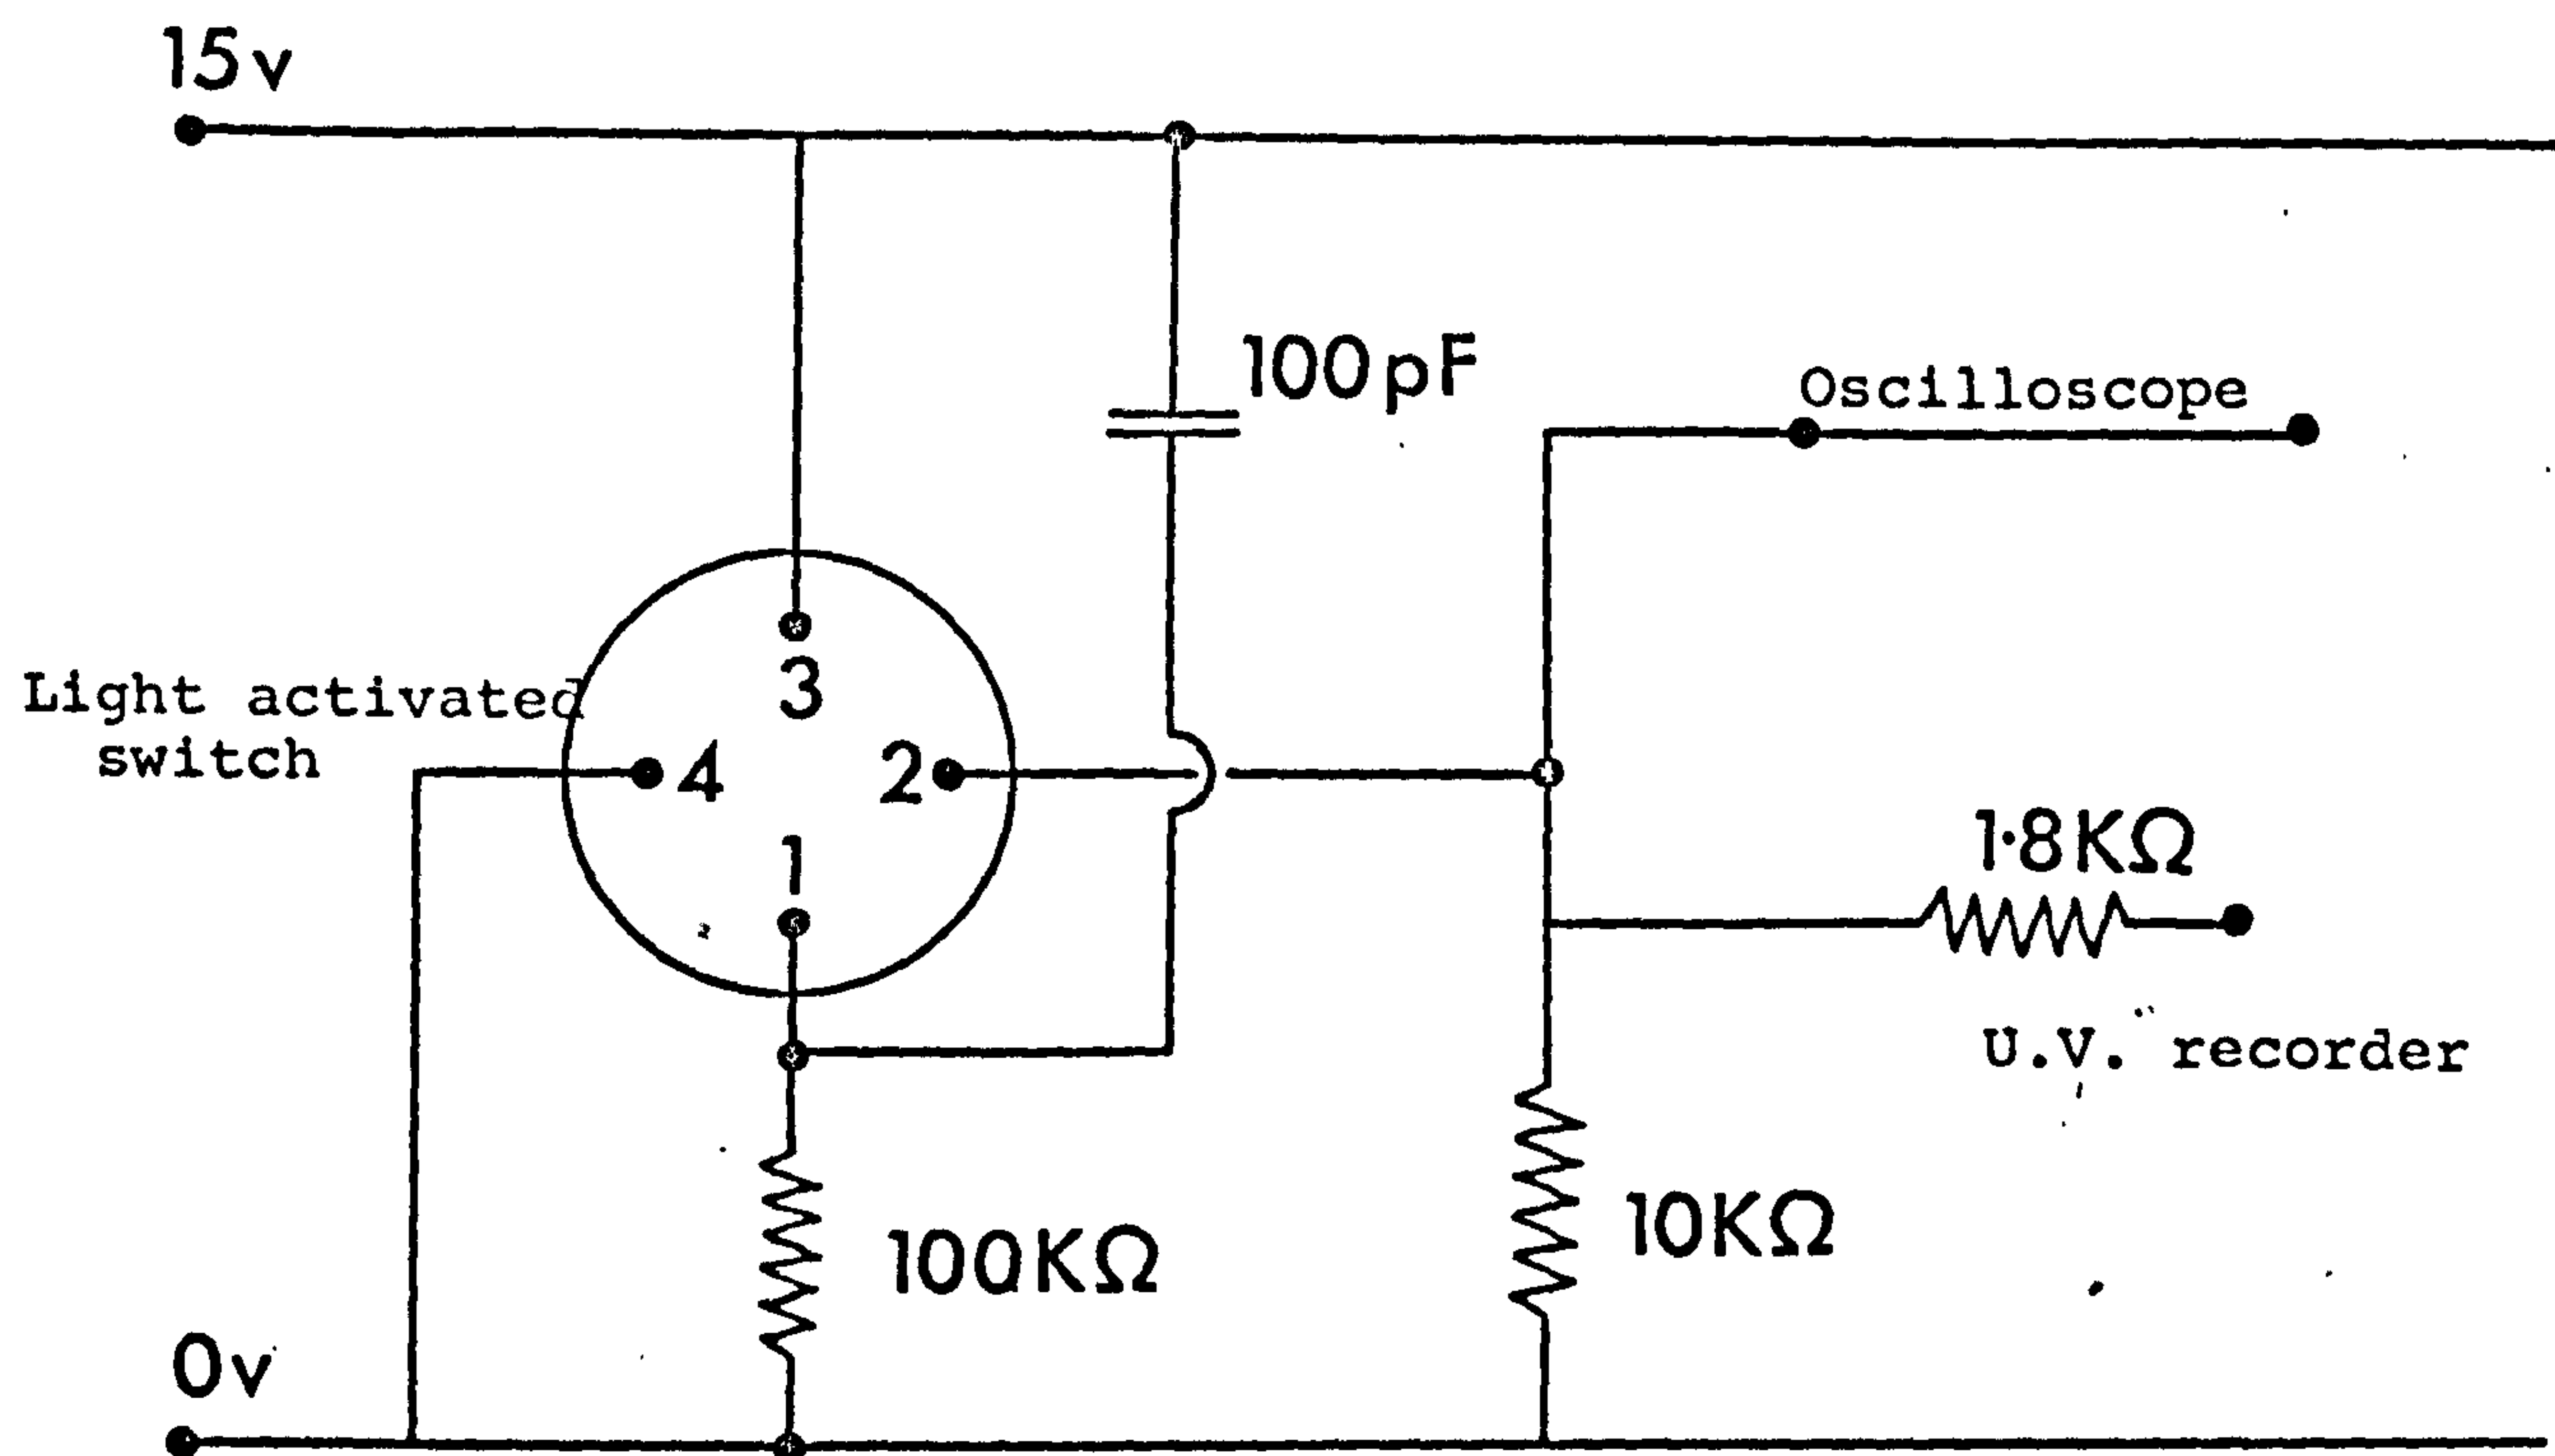 15v
100pF
Oscilloscope
Light activated
switch
3
4
2
1
1·8KΩ
U.V. recorder
100KΩ
10KΩ
0v